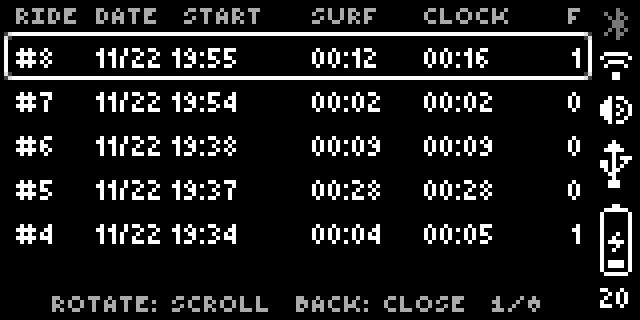 RIDE DATE START SURF CLOCK F
#8 11/22 19:55 00:12 00:16 1
#7 11/22 19:54 00:02 00:02 0
#6 11/22 19:38 00:09 00:09 0
#5 11/22 19:37 00:28 00:28 0
#4 11/22 19:34 00:04 00:05 1
20
ROTATE: SCROLL BACK: CLOSE